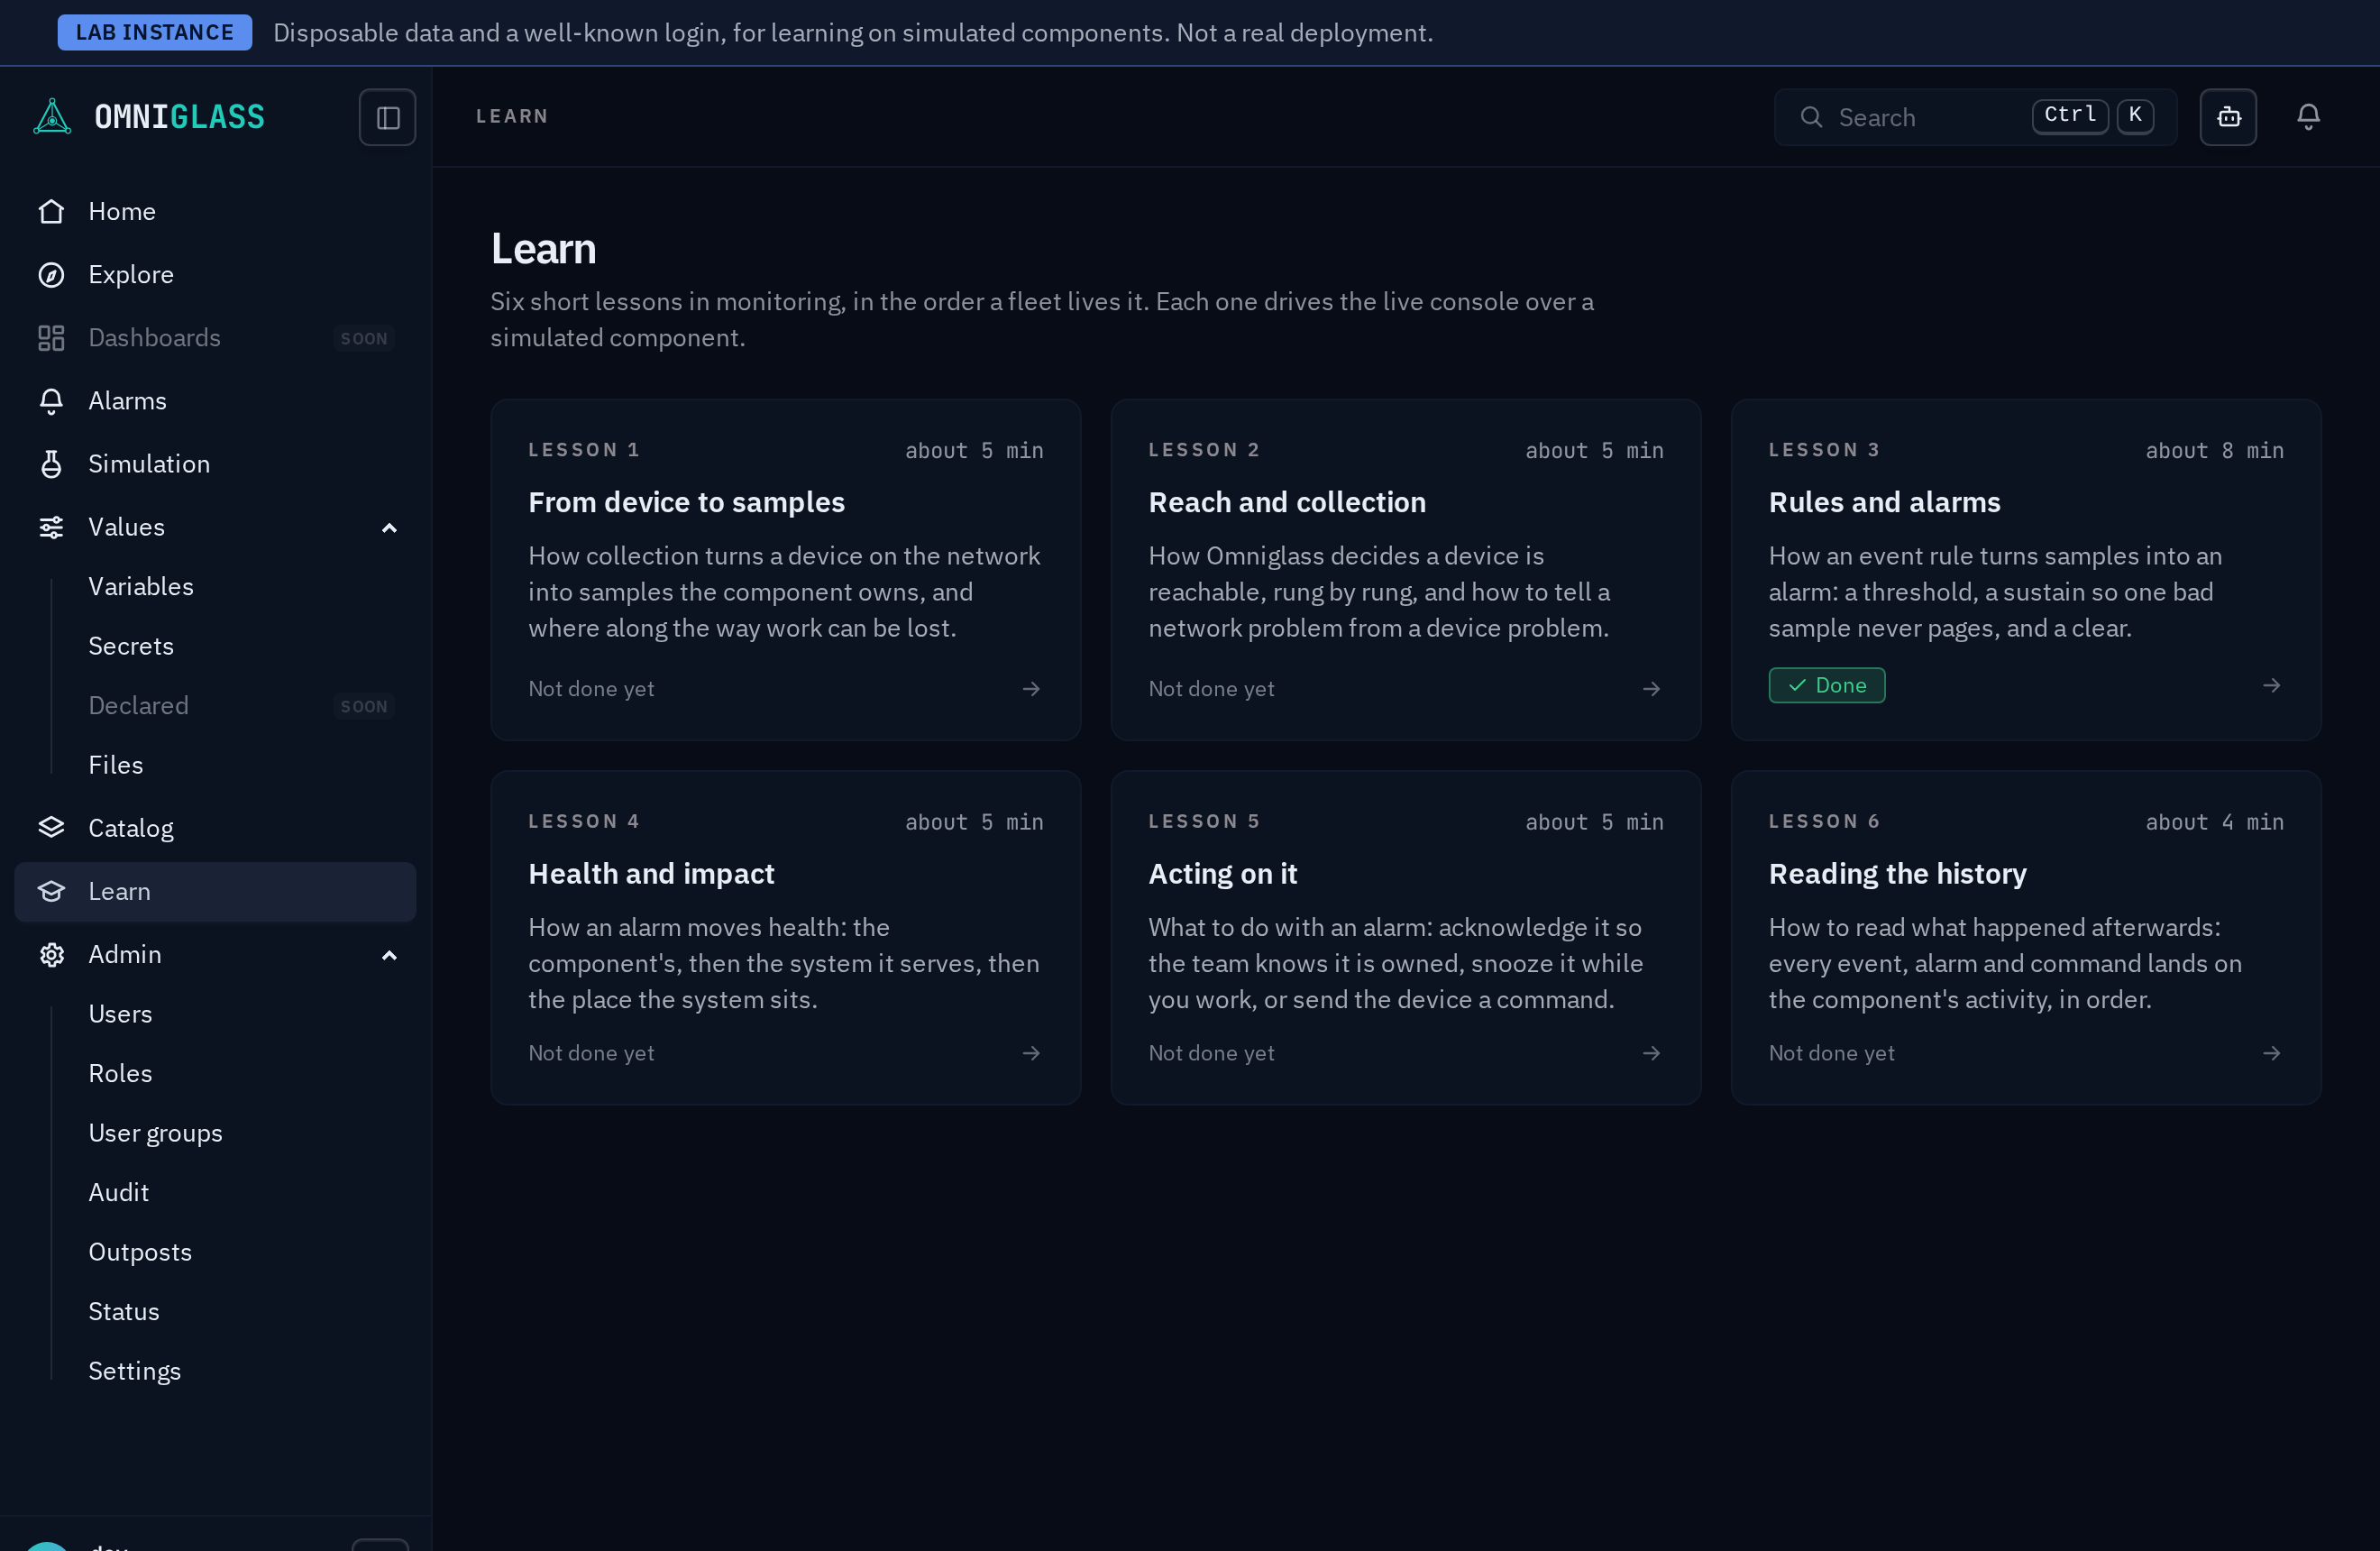 LAB INSTANCE Disposable data and a well-known login, for learning on simulated components. Not a real deployment.
OMNIGLASS
LEARN
Search Ctrl K
Home
Explore
Dashboards SOON
Alarms
Simulation
Values
Variables
Secrets
Declared SOON
Files
Catalog
Learn
Admin
Users
Roles
User groups
Audit
Outposts
Status
Settings
Learn
Six short lessons in monitoring, in the order a fleet lives it. Each one drives the live console over a
simulated component.
LESSON 1 about 5 min
From device to samples
How collection turns a device on the network
into samples the component owns, and
where along the way work can be lost.
Not done yet
LESSON 2 about 5 min
Reach and collection
How Omniglass decides a device is
reachable, rung by rung, and how to tell a
network problem from a device problem.
Not done yet
LESSON 3 about 8 min
Rules and alarms
How an event rule turns samples into an
alarm: a threshold, a sustain so one bad
sample never pages, and a clear.
Done
LESSON 4 about 5 min
Health and impact
How an alarm moves health: the
component's, then the system it serves, then
the place the system sits.
Not done yet
LESSON 5 about 5 min
Acting on it
What to do with an alarm: acknowledge it so
the team knows it is owned, snooze it while
you work, or send the device a command.
Not done yet
LESSON 6 about 4 min
Reading the history
How to read what happened afterwards:
every event, alarm and command lands on
the component's activity, in order.
Not done yet